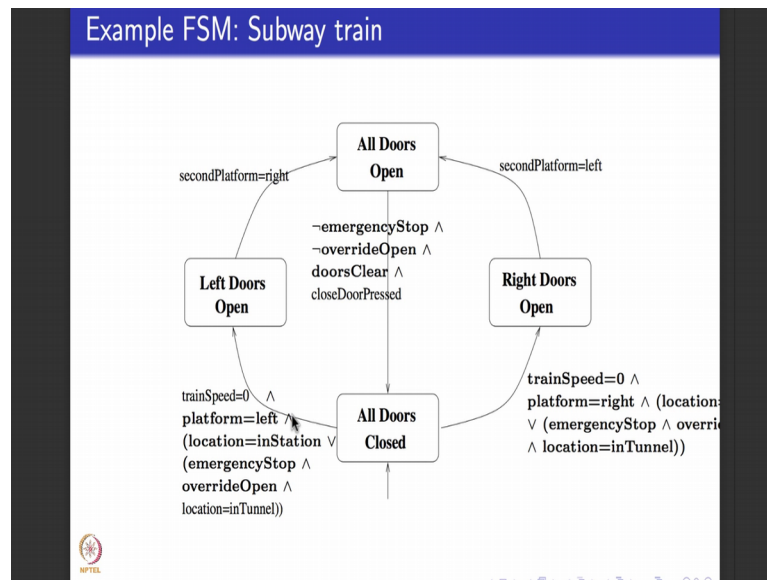 Example FSM: Subway train
All Doors
Open
secondPlatform=right
secondPlatform=left
¬emergencyStop ∧
¬overrideOpen ∧
doorsClear ∧
closeDoorPressed
Left Doors
Open
Right Doors
Open
trainSpeed=0 ∧
platform=left ∧
(location=inStation ∨
(emergencyStop ∧
overrideOpen ∧
location=inTunnel))
All Doors
Closed
trainSpeed=0 ∧
platform=right ∧ (location=
∨ (emergencyStop ∧ overri
∧ location=inTunnel))
NPTEL